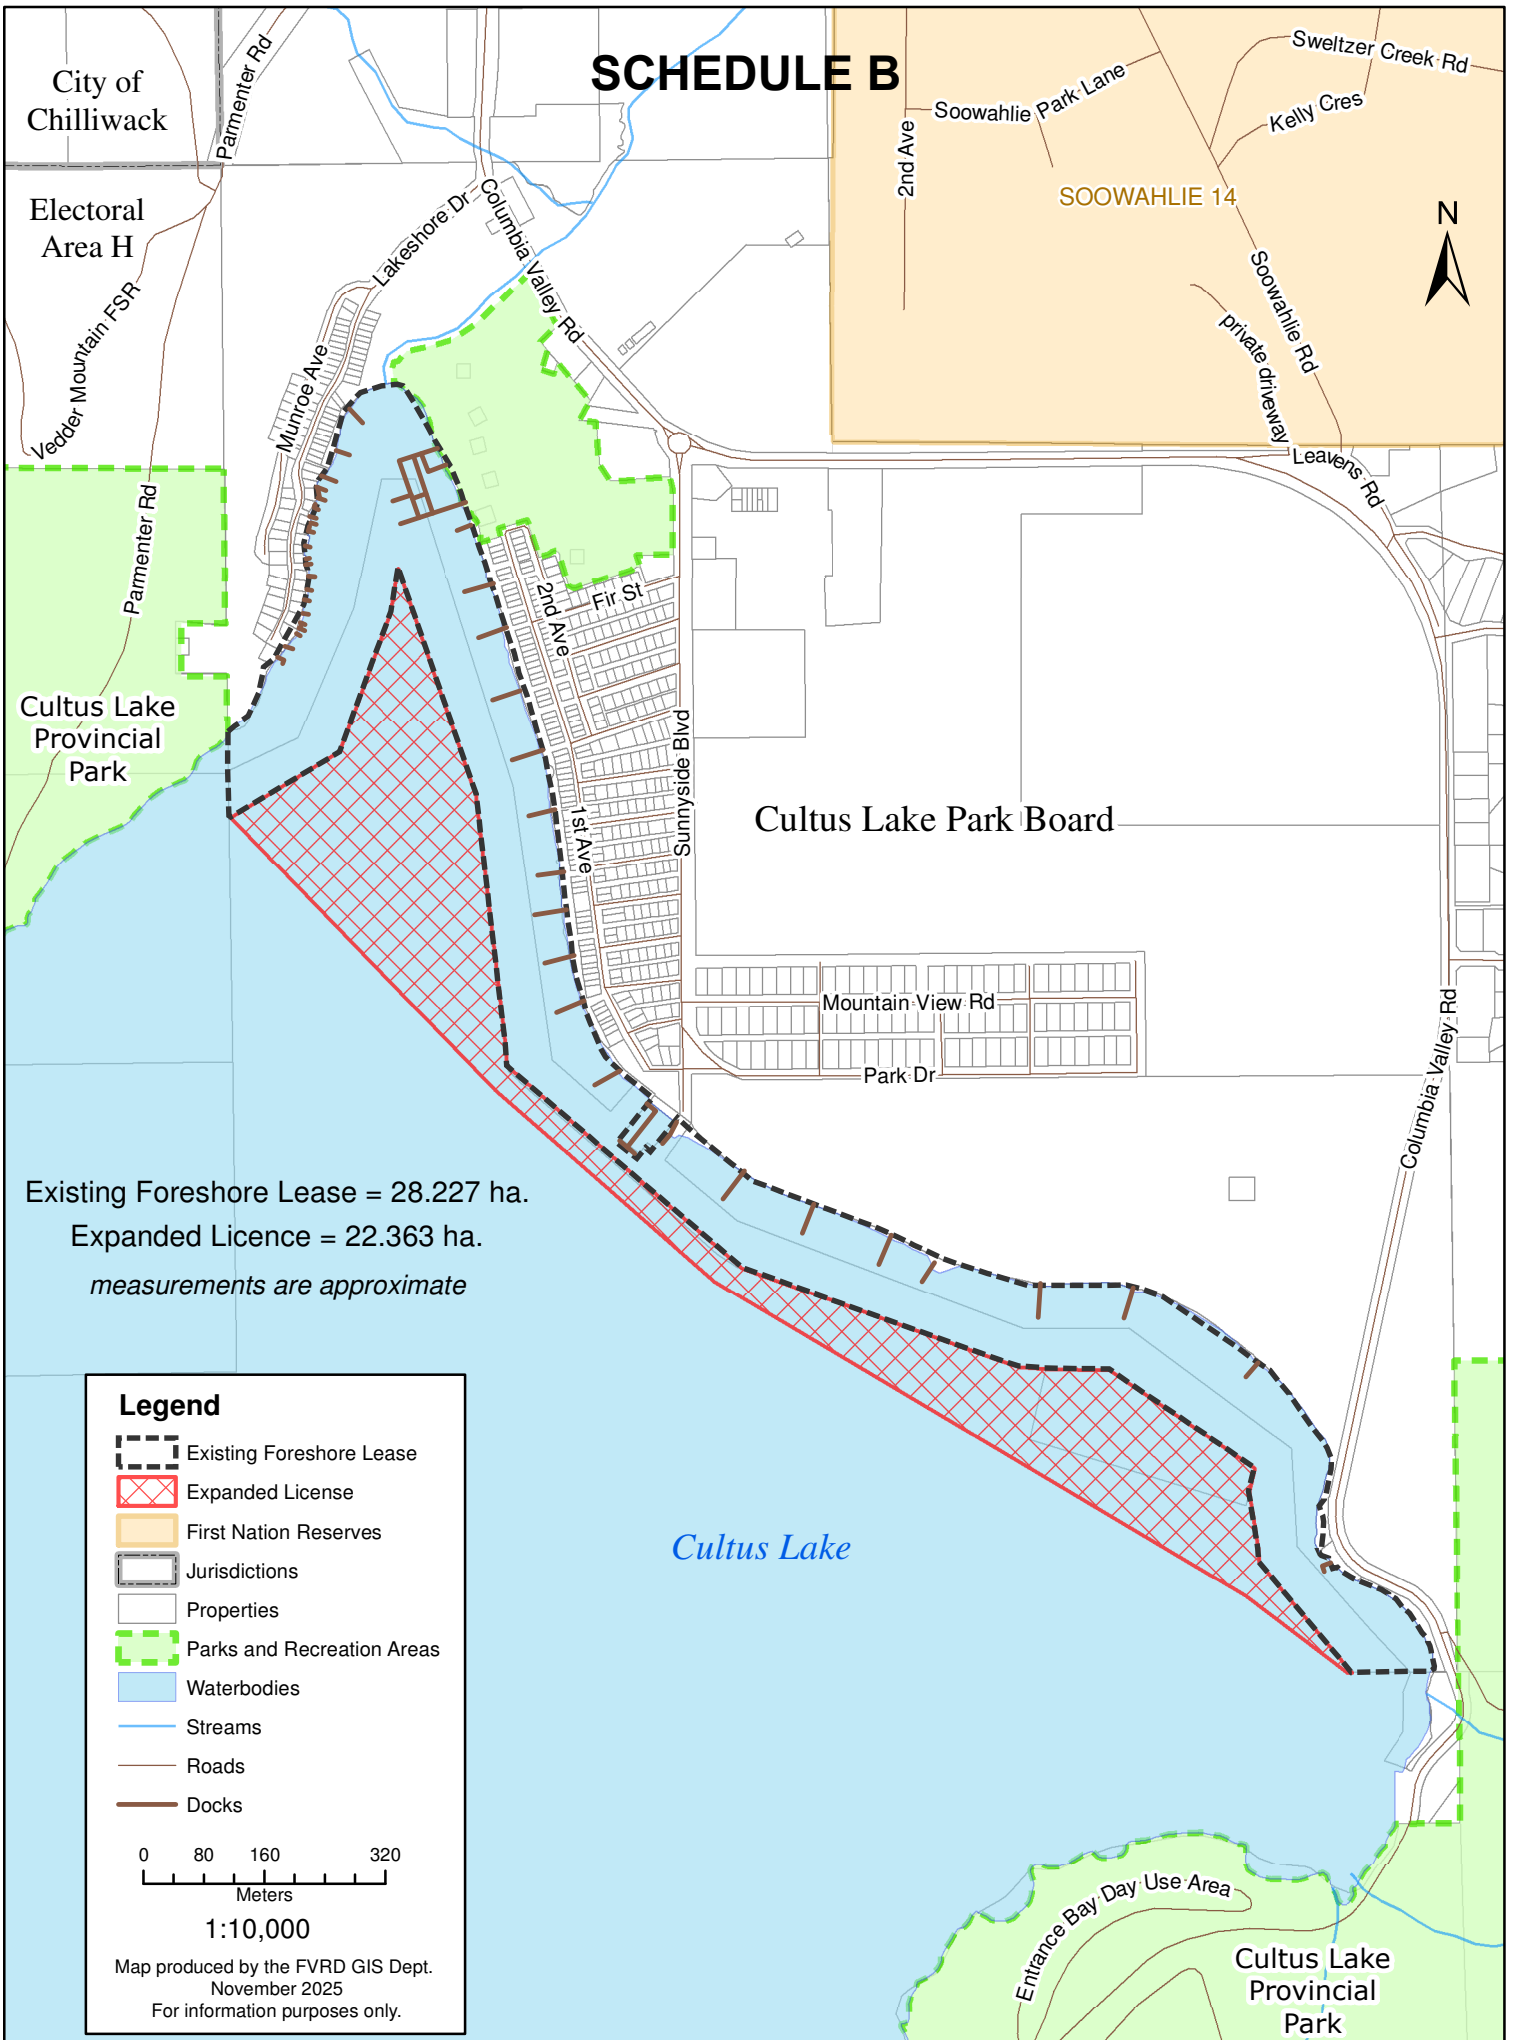 SCHEDULE B
City of
Chilliwack
Parmenter Rd
Electoral
Area H
Vedder Mountain FSR
Lakeshore Dr
Columbia Valley Rd
Munroe Ave
2nd Ave
Soowahlie Park Lane
Sweltzer Creek Rd
Kelly Cres
SOOWAHLIE 14
N
Soowahlie Rd
private driveway
Leavens Rd
Parmenter Rd
Cultus Lake
Provincial
Park
2nd Ave
Fir St
1st Ave
Sunnyside Blvd
Cultus Lake Park Board
Mountain View Rd
Park Dr
Columbia Valley Rd
Existing Foreshore Lease = 28.227 ha.
Expanded Licence = 22.363 ha.
measurements are approximate
Cultus Lake
Legend
Existing Foreshore Lease
Expanded License
First Nation Reserves
Jurisdictions
Properties
Parks and Recreation Areas
Waterbodies
Streams
Roads
Docks
0 80 160 320
Meters
1:10,000
Map produced by the FVRD GIS Dept.
November 2025
For information purposes only.
Entrance Bay Day Use Area
Cultus Lake
Provincial
Park